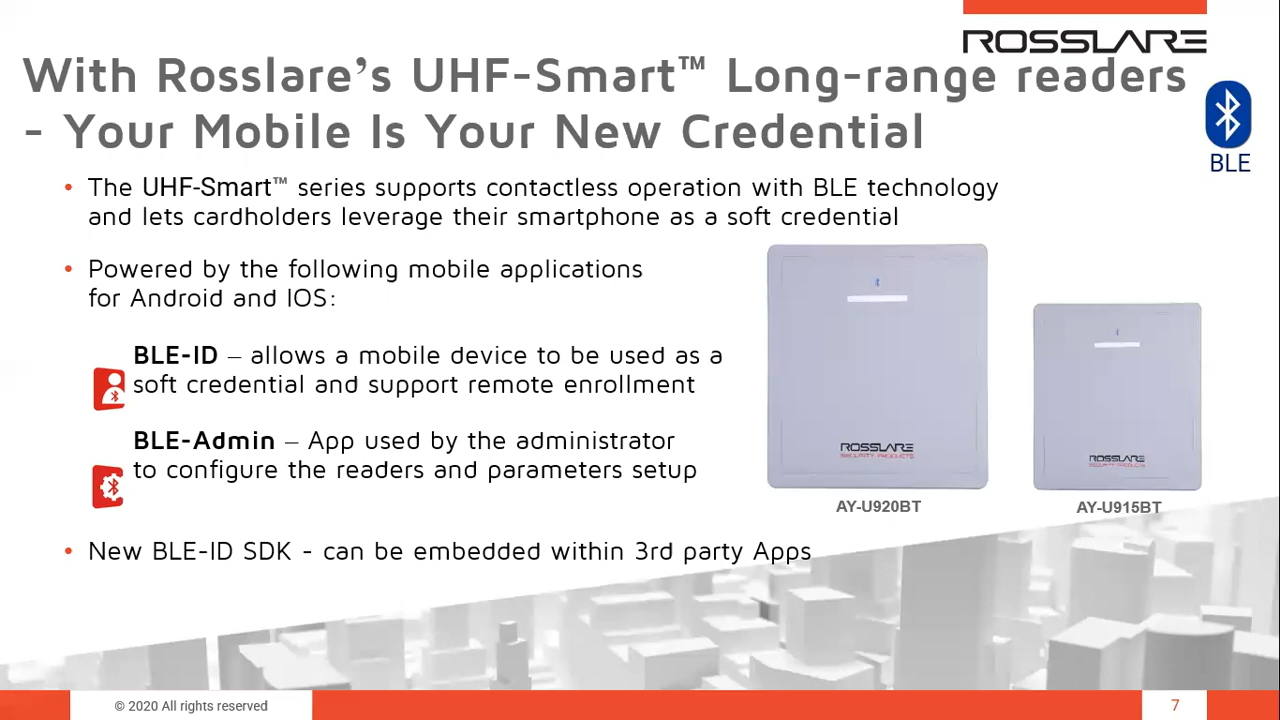 ROSSLARE
With Rosslare's UHF-Smart™ Long-range readers
- Your Mobile Is Your New Credential
BLE
• The UHF-Smart™ series supports contactless operation with BLE technology
and lets cardholders leverage their smartphone as a soft credential
• Powered by the following mobile applications
for Android and IOS:
BLE-ID – allows a mobile device to be used as a
soft credential and support remote enrollment
BLE-Admin – App used by the administrator
to configure the readers and parameters setup
ROSSLARE
SECURITY PRODUCTS
AY-U920BT
ROSSLARE
SECURITY PRODUCTS
AY-U915BT
• New BLE-ID SDK - can be embedded within 3rd party Apps
© 2020 All rights reserved
7